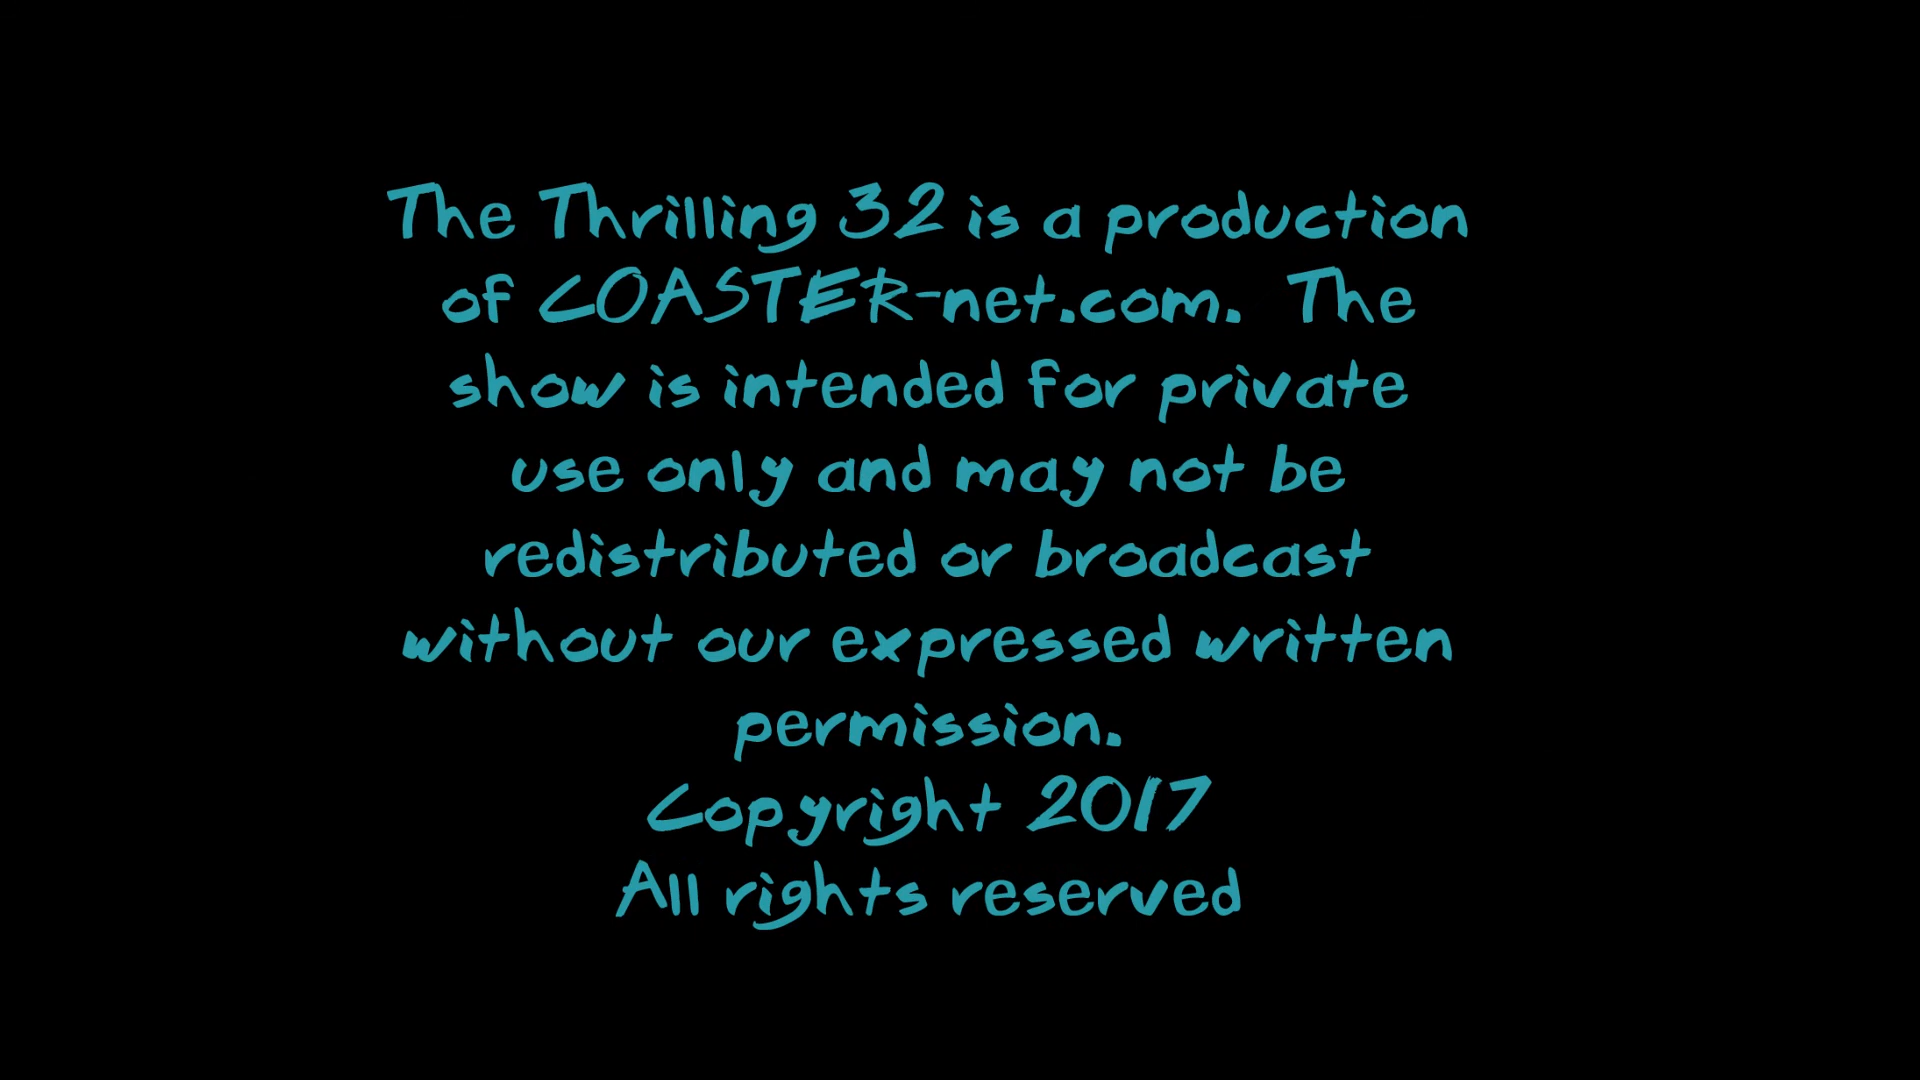 The Thrilling 32 is a production
of COASTER-net.com.  The
show is intended for private
use only and may not be
redistributed or broadcast
without our expressed written
permission.
Copyright 2017
All rights reserved